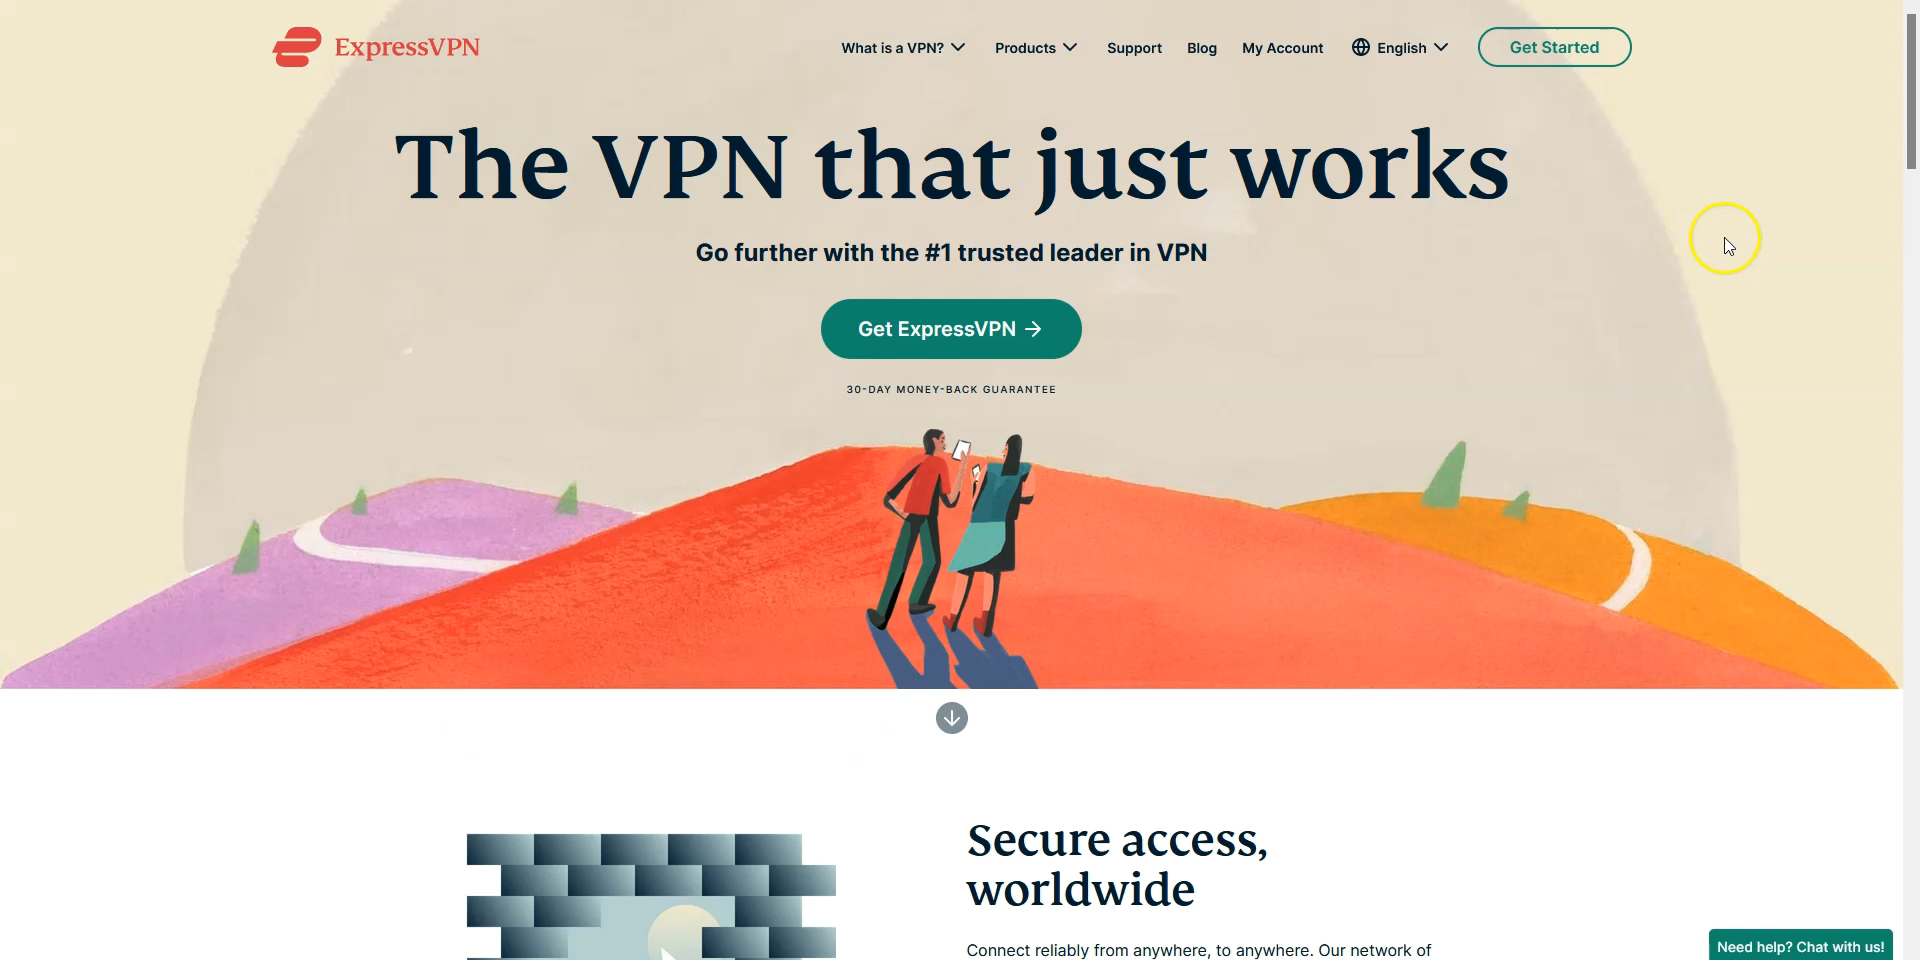 ExpressVPN
What is a VPN? Products Support Blog My Account English Get Started
The VPN that just works
Go further with the #1 trusted leader in VPN
Get ExpressVPN
30-DAY MONEY-BACK GUARANTEE
Secure access,
worldwide
Connect reliably from anywhere, to anywhere. Our network of
Need help? Chat with us!